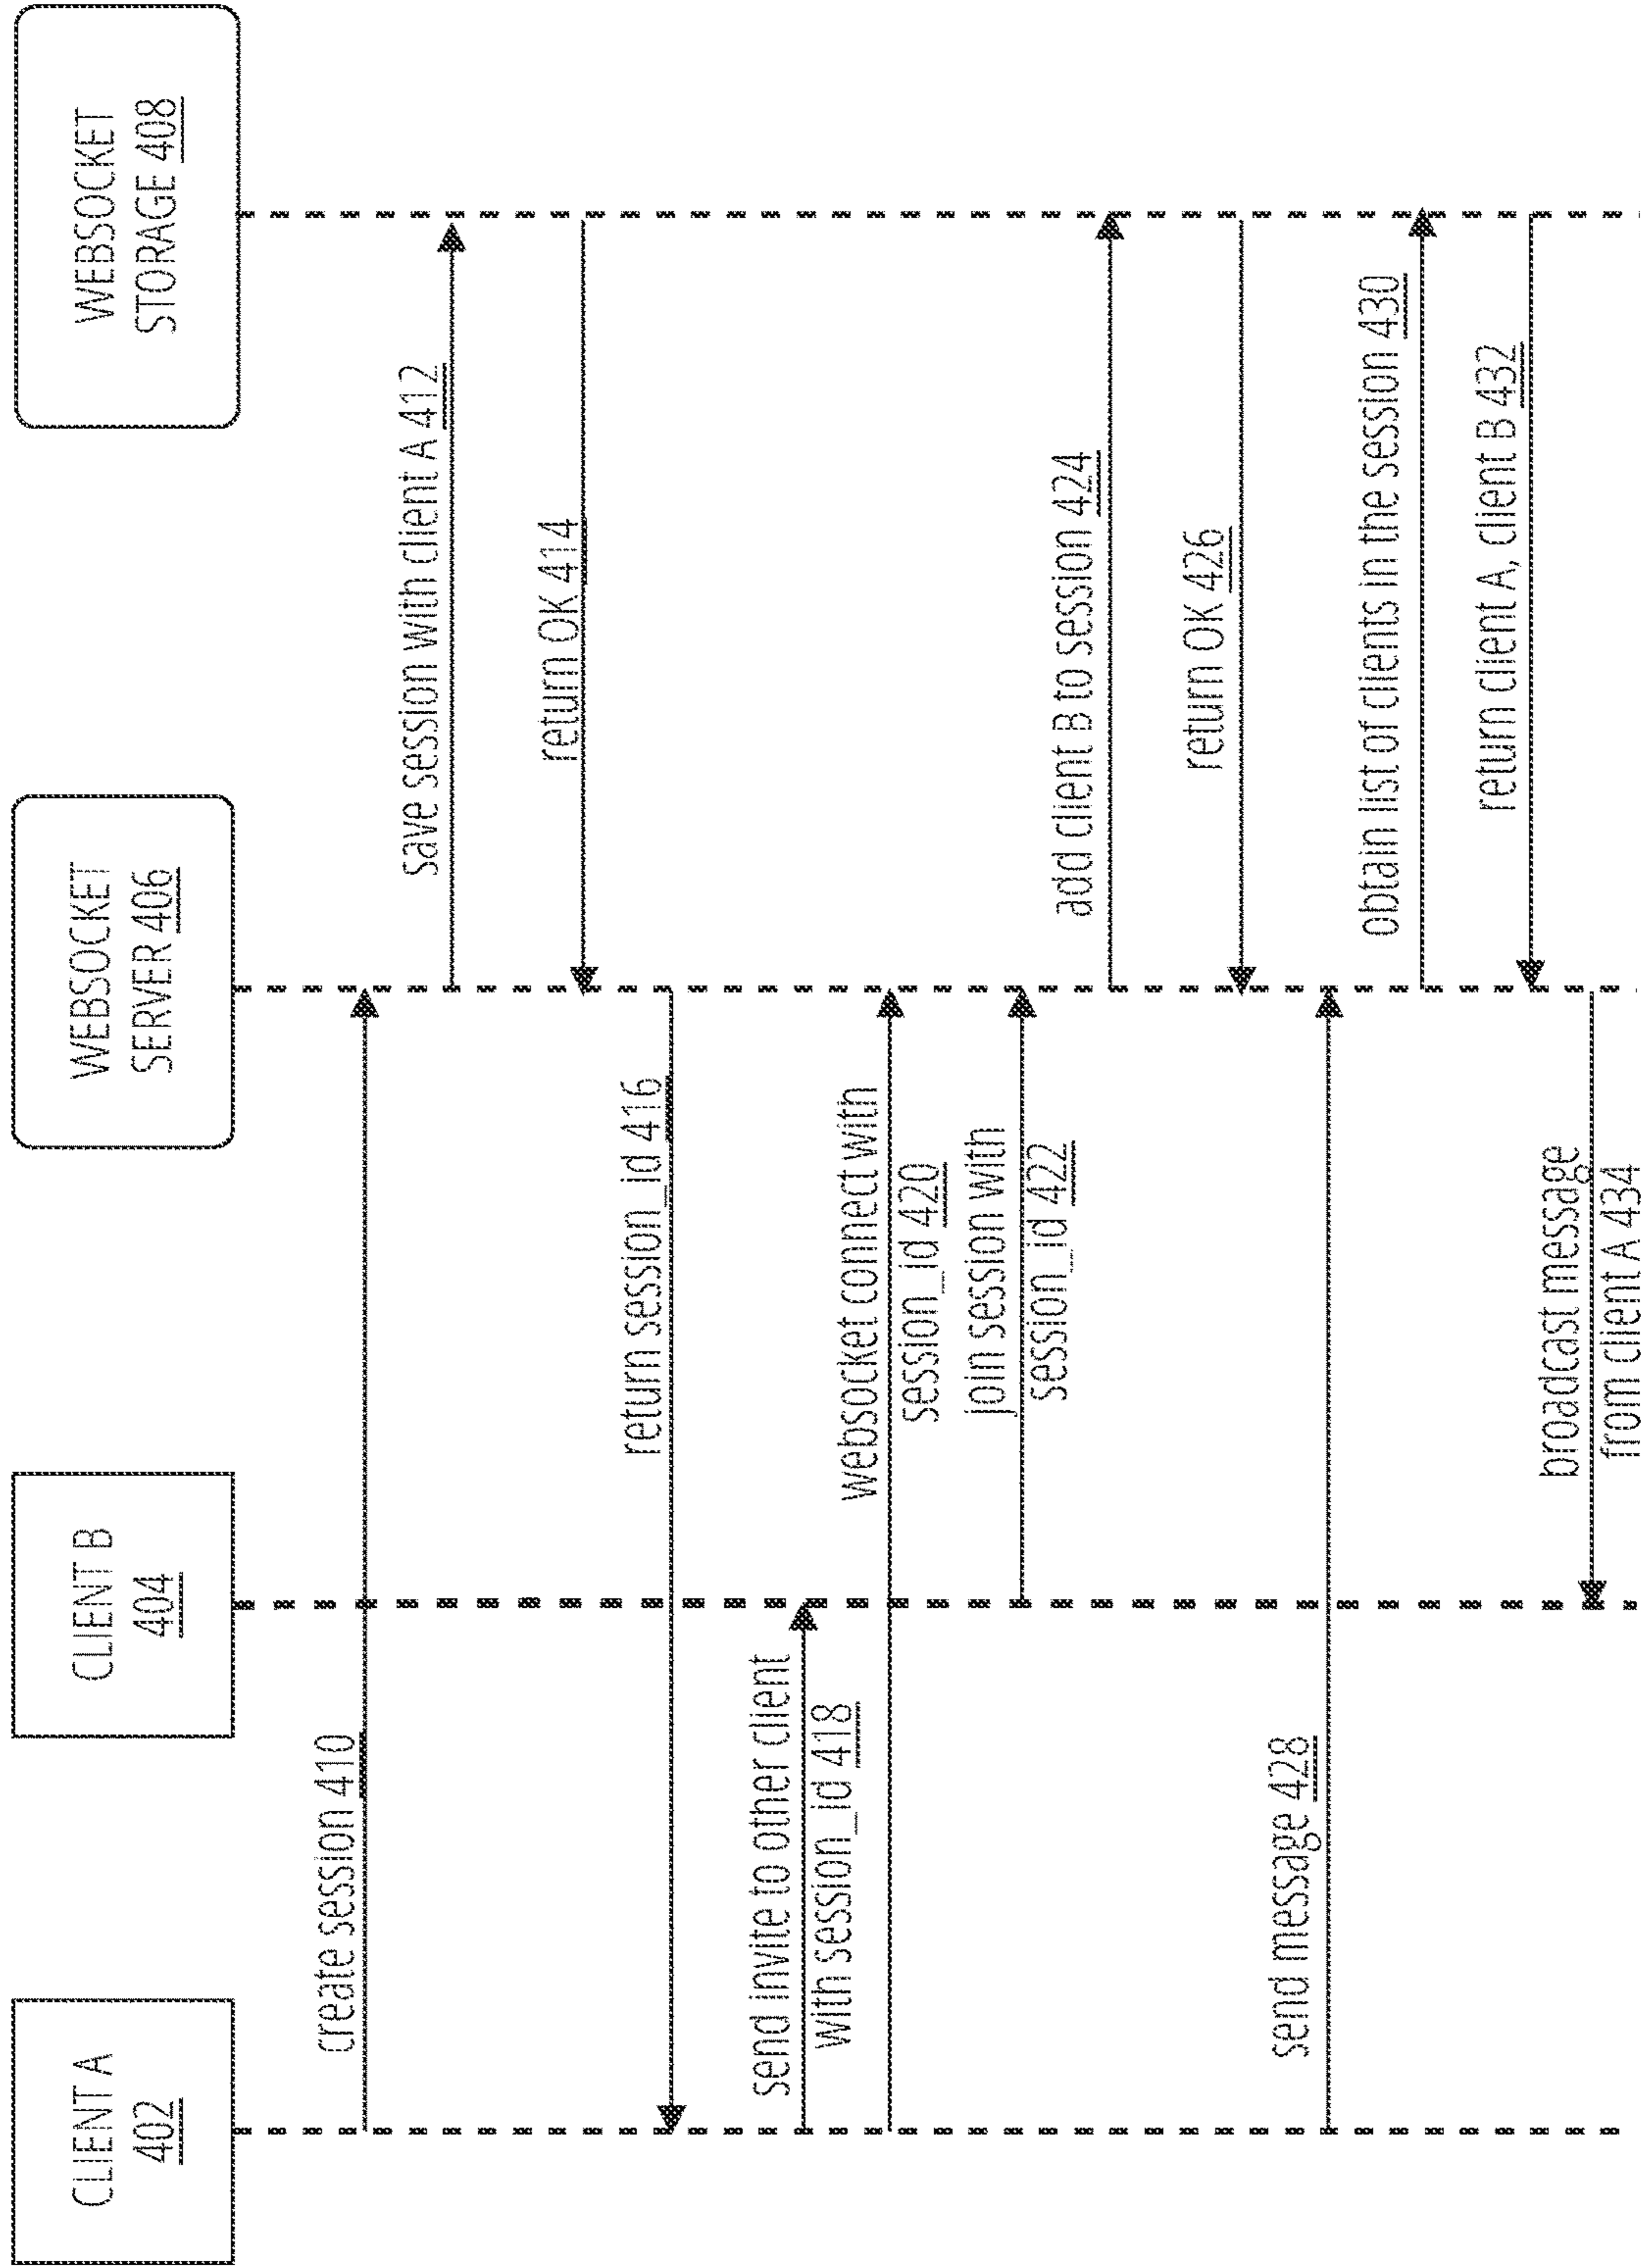 CLIENT A
402
CLIENT B
404
WEBSOCKET
SERVER 406
WEBSOCKET
STORAGE 408
create session 410
save session with client A 412
return OK 414
return session_id 416
send invite to other client
with session_id 418
websocket connect with
session_id 420
join session with
session_id 422
add client B to session 424
return OK 426
send message 428
obtain list of clients in the session 430
return client A, client B 432
broadcast message
from client A 434